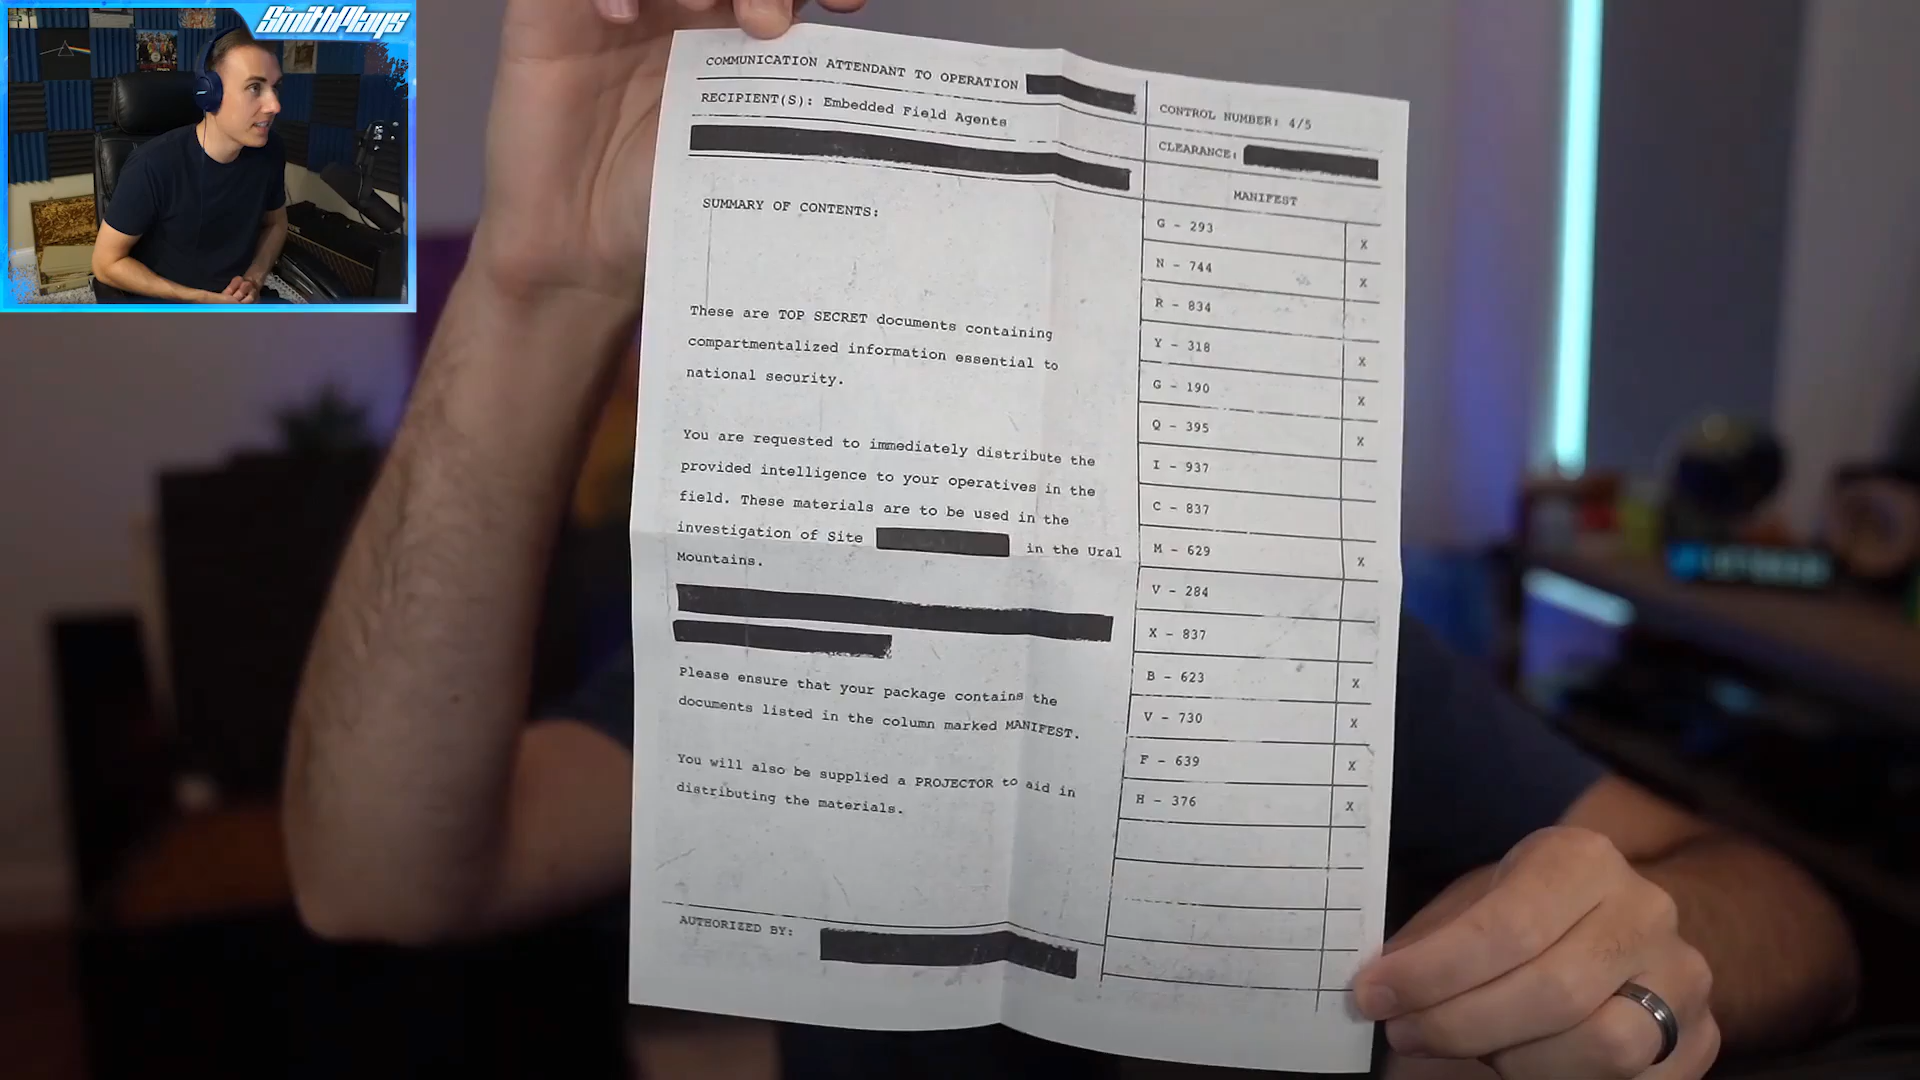 SmithPlays
COMMUNICATION ATTENDANT TO OPERATION
RECIPIENT(S): Embedded Field Agents
SUMMARY OF CONTENTS:
These are TOP SECRET documents containing
compartmentalized information essential to
national security.
You are requested to immediately distribute the
provided intelligence to your operatives in the
field. These materials are to be used in the
investigation of Site in the Ural
Mountains.
Please ensure that your package contains the
documents listed in the column marked MANIFEST.
You will also be supplied a PROJECTOR to aid in
distributing the materials.
AUTHORIZED BY:
CONTROL NUMBER: 4/5
CLEARANCE:
MANIFEST
G - 293 X
N - 744 X
R - 834
Y - 318 X
G - 190 X
Q - 395 X
I - 937
C - 837
M - 629 X
V - 284
X - 837
B - 623 X
V - 730 X
F - 639 X
H - 376 X